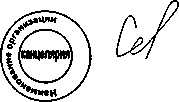 Наименование организации
канцелярия